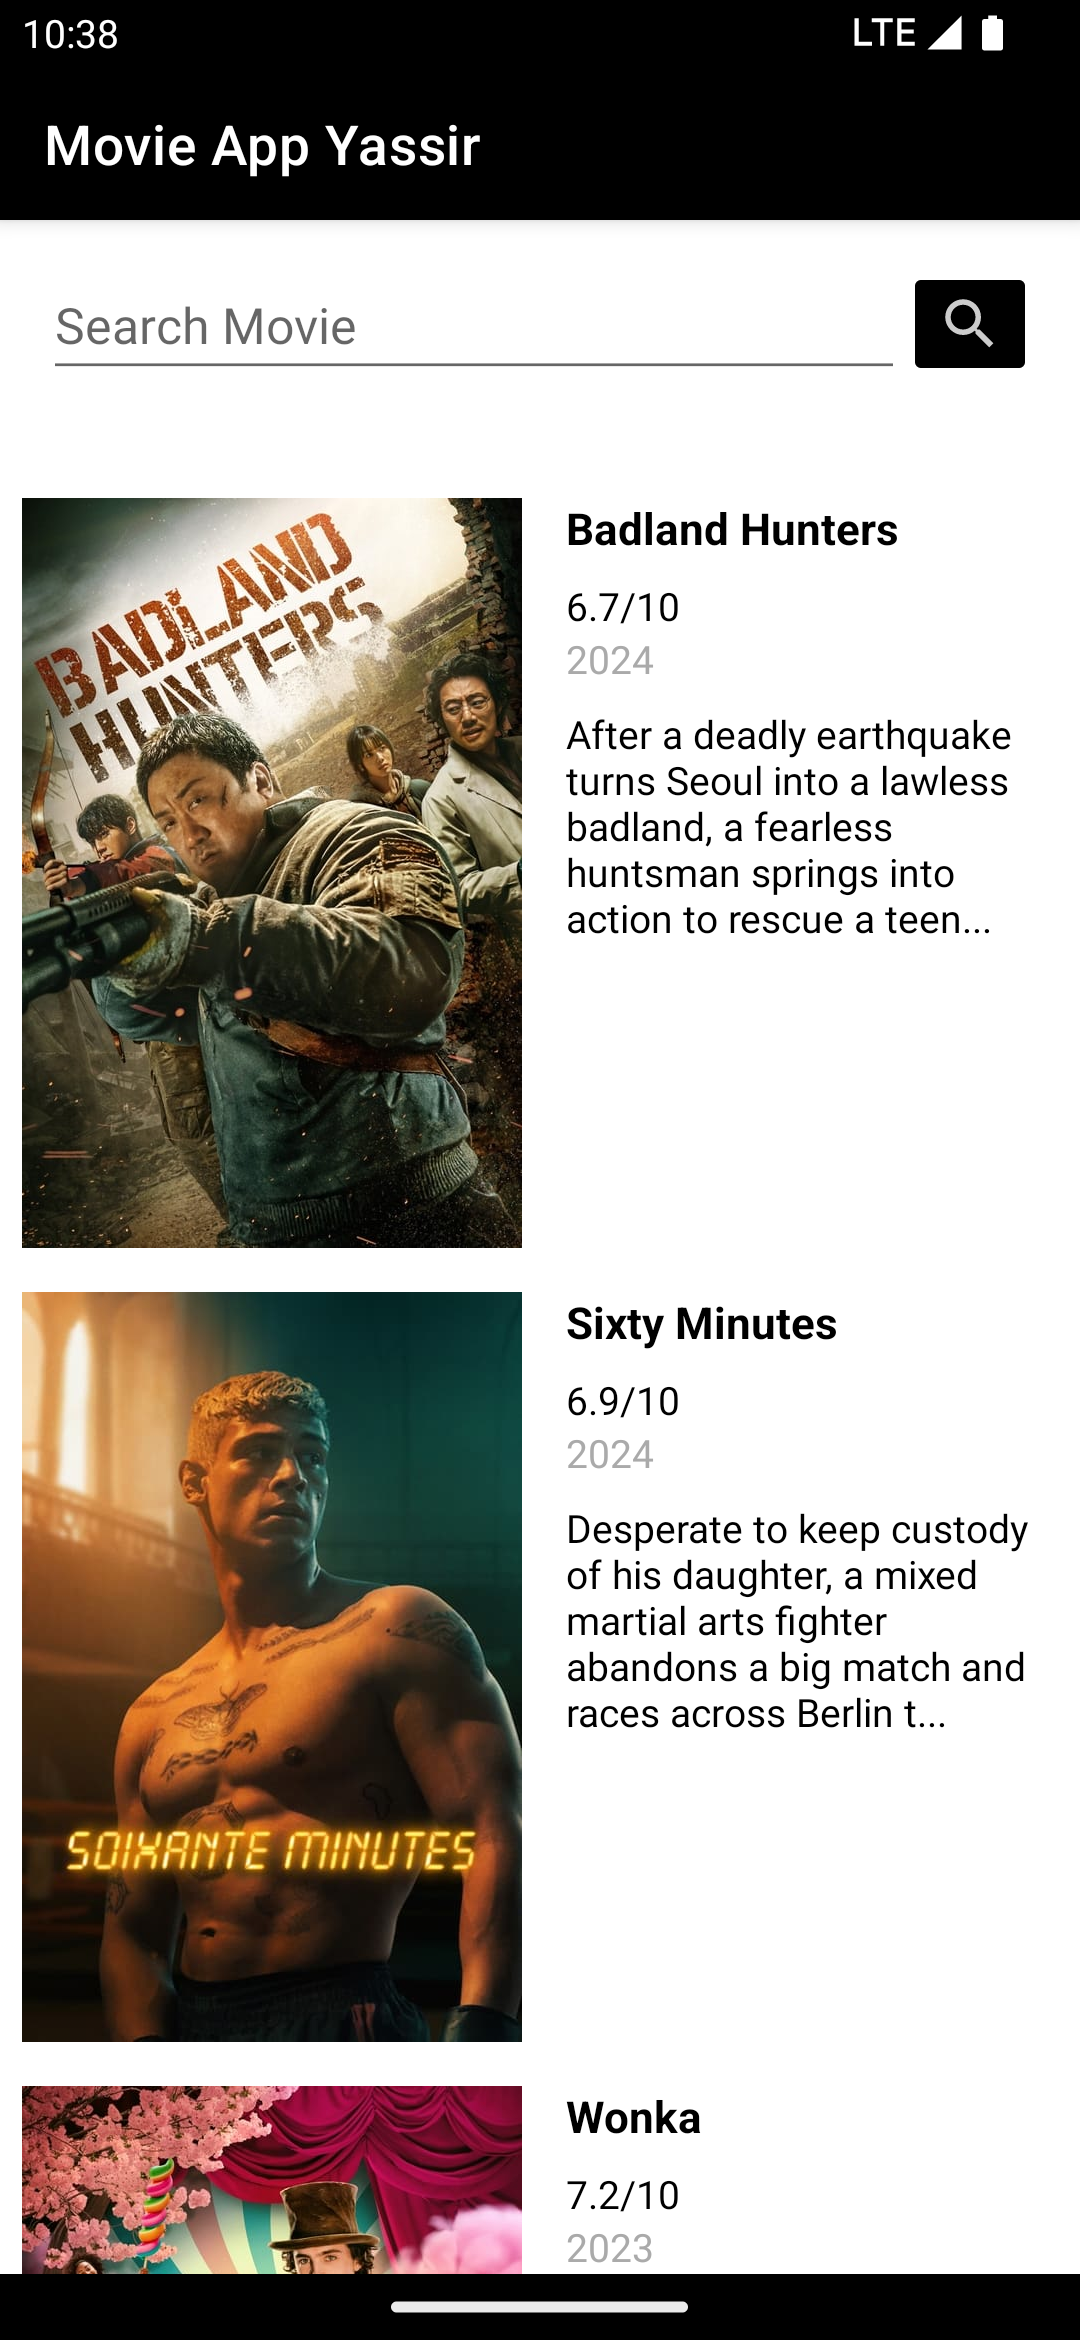 10:38
LTE
Movie App Yassir
Search Movie
BADLAND
HUNTERS
Badland Hunters
6.7/10
2024
After a deadly earthquake
turns Seoul into a lawless
badland, a fearless
huntsman springs into
action to rescue a teen...
SOIXANTE MINUTES
Sixty Minutes
6.9/10
2024
Desperate to keep custody
of his daughter, a mixed
martial arts fighter
abandons a big match and
races across Berlin t...
Wonka
7.2/10
2023